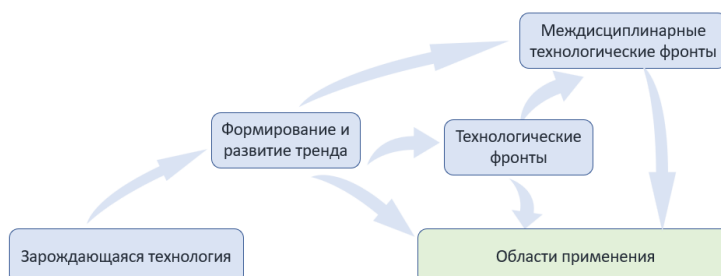 Междисциплинарные
технологические фронты
Формирование и
развитие тренда
Технологические
фронты
Зарождающаяся технология
Области применения